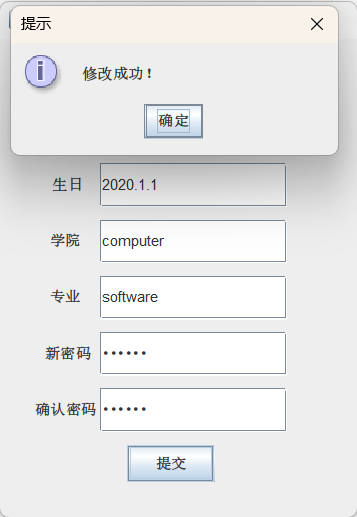 提示
修改成功！
确定
生日 2020.1.1
学院 computer
专业 software
新密码 ••••••
确认密码 ••••••
提交